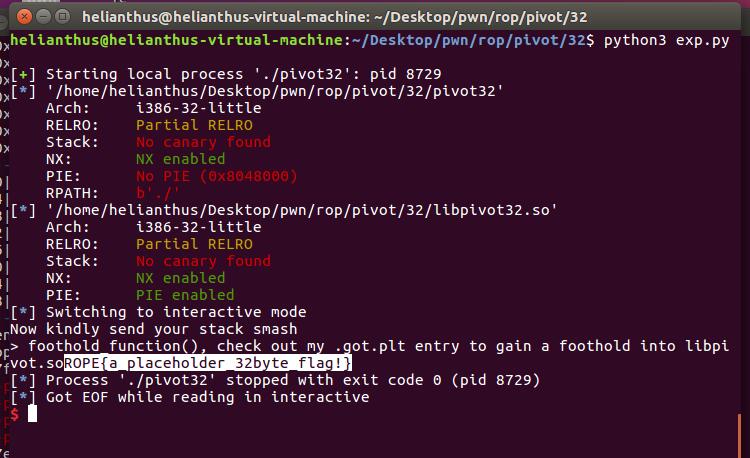 helianthus@helianthus-virtual-machine: ~/Desktop/pwn/rop/pivot/32
helianthus@helianthus-virtual-machine:~/Desktop/pwn/rop/pivot/32$ python3 exp.py
[+] Starting local process './pivot32': pid 8729
[*] '/home/helianthus/Desktop/pwn/rop/pivot/32/pivot32'
    Arch:     i386-32-little
    RELRO:    Partial RELRO
    Stack:    No canary found
    NX:       NX enabled
    PIE:      No PIE (0x8048000)
    RPATH:    b'./'
[*] '/home/helianthus/Desktop/pwn/rop/pivot/32/libpivot32.so'
    Arch:     i386-32-little
    RELRO:    Partial RELRO
    Stack:    No canary found
    NX:       NX enabled
    PIE:      PIE enabled
[*] Switching to interactive mode
Now kindly send your stack smash
> foothold_function(), check out my .got.plt entry to gain a foothold into libpi
vot.soROPE{a_placeholder_32byte_flag!}
[*] Process './pivot32' stopped with exit code 0 (pid 8729)
[*] Got EOF while reading in interactive
$